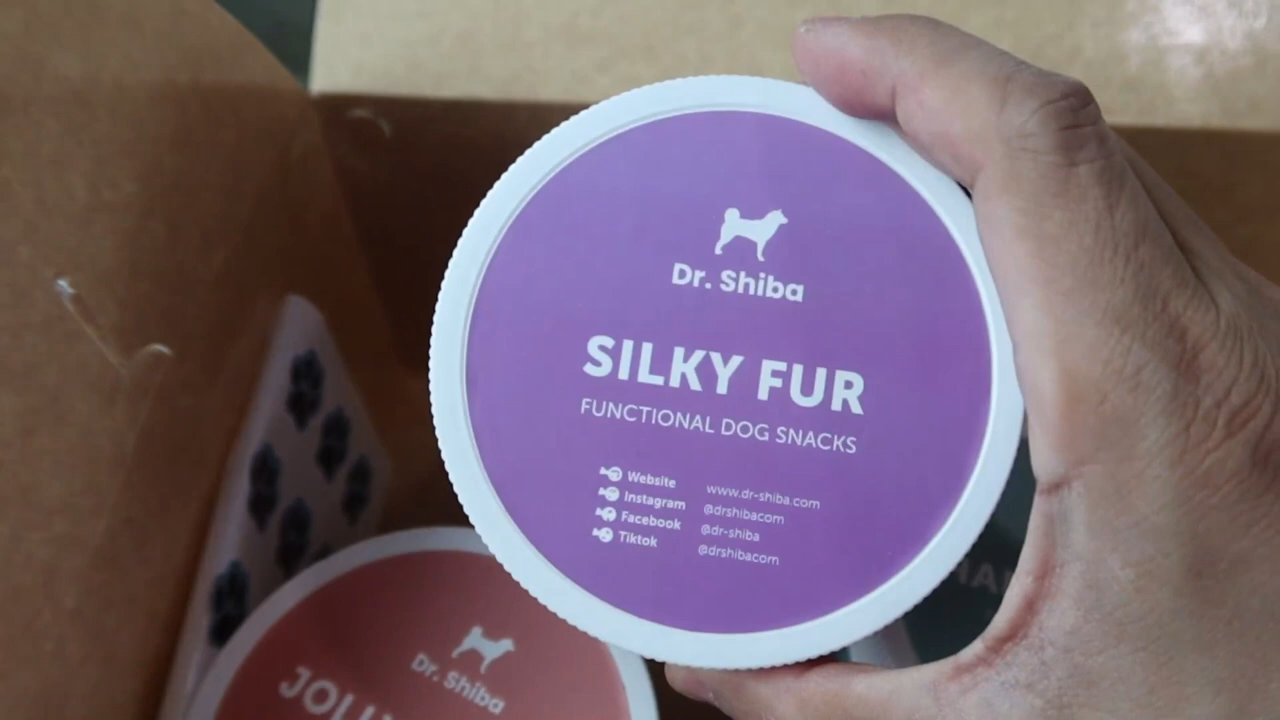 Dr. Shiba
SILKY FUR
FUNCTIONAL DOG SNACKS
Website www.dr-shiba.com
Instagram @drshibacom
Facebook @dr-shiba
Tiktok @drshibacom
Dr. Shiba